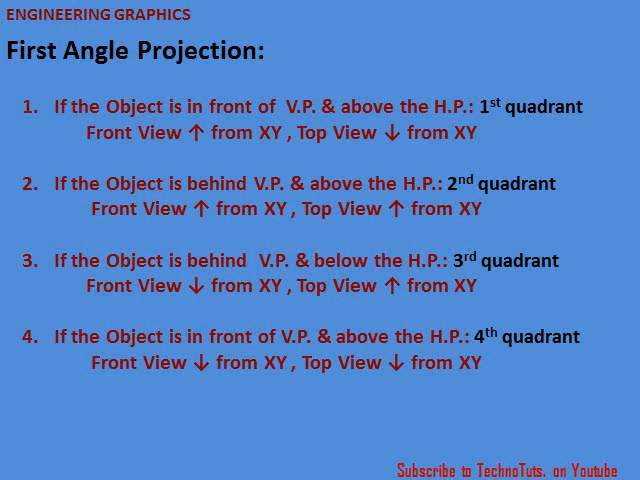 ENGINEERING GRAPHICS
First Angle Projection:
1. If the Object is in front of V.P. & above the H.P.: 1st quadrant
Front View ↑ from XY , Top View ↓ from XY
2. If the Object is behind V.P. & above the H.P.: 2nd quadrant
Front View ↑ from XY , Top View ↑ from XY
3. If the Object is behind V.P. & below the H.P.: 3rd quadrant
Front View ↓ from XY , Top View ↑ from XY
4. If the Object is in front of V.P. & above the H.P.: 4th quadrant
Front View ↓ from XY , Top View ↓ from XY
Subscribe to TechnoTuts. on Youtube